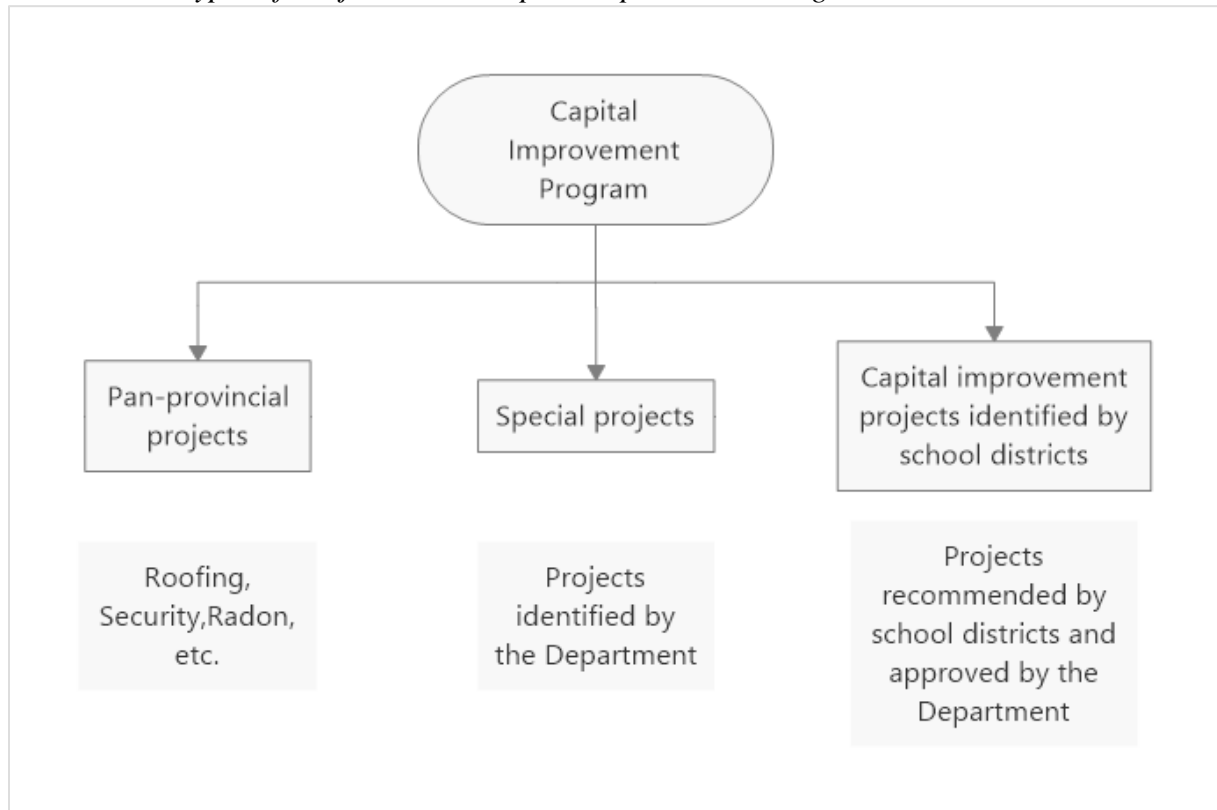 Capital
Improvement
Program
Pan-provincial
projects
Special projects
Capital improvement
projects identified by
school districts
Roofing,
Security,Radon,
etc.
Projects
identified by
the Department
Projects
recommended by
school districts and
approved by the
Department